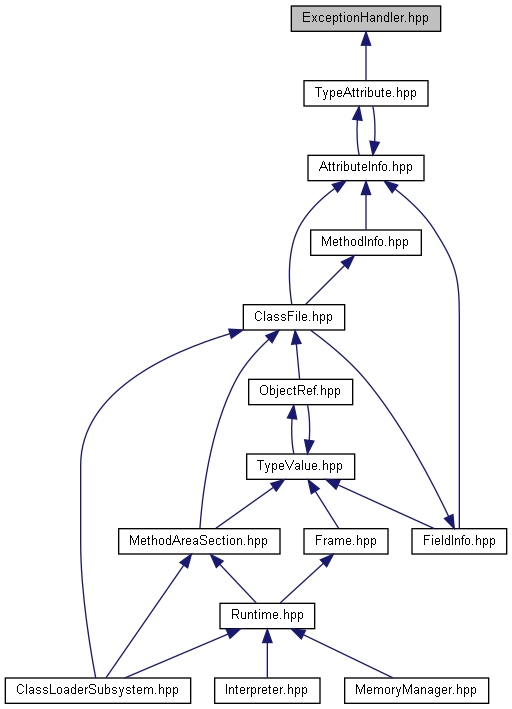 ExceptionHandler.hpp
TypeAttribute.hpp
AttributeInfo.hpp
MethodInfo.hpp
ClassFile.hpp
ObjectRef.hpp
TypeValue.hpp
MethodAreaSection.hpp
Frame.hpp
FieldInfo.hpp
Runtime.hpp
ClassLoaderSubsystem.hpp
Interpreter.hpp
MemoryManager.hpp